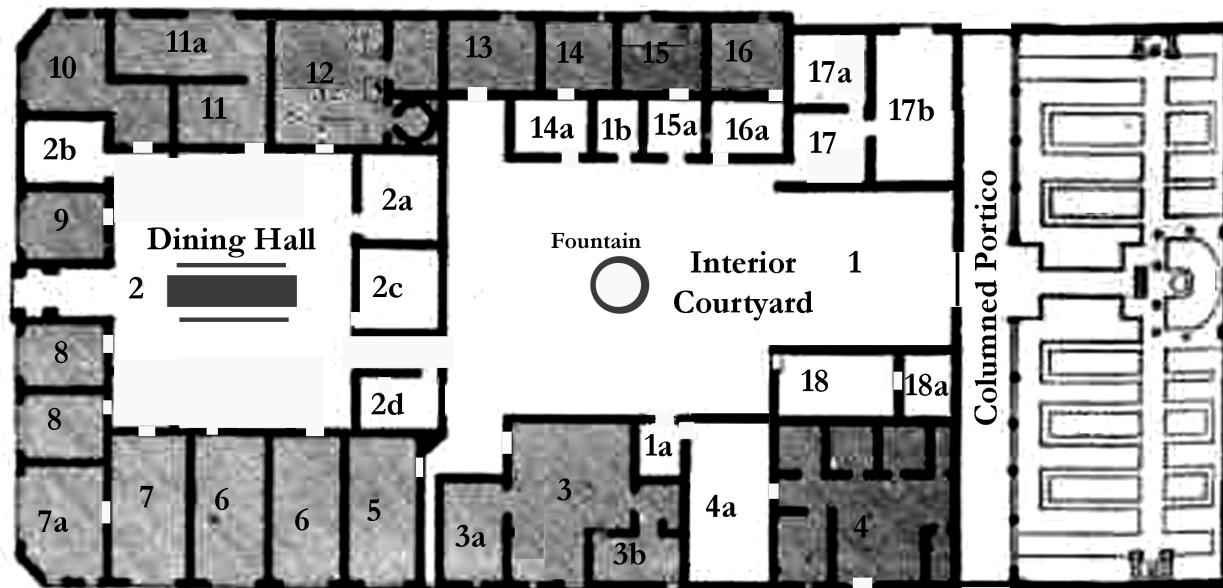 10
11a
12
13
14
15
16
17a
17b
11
14a
1b
15a
16a
17
2b
2a
9
Dining Hall
2
2c
Fountain
Interior
Courtyard
1
Columned Portico
8
8
2d
18
18a
1a
7a
7
6
6
5
3
3a
3b
4a
4